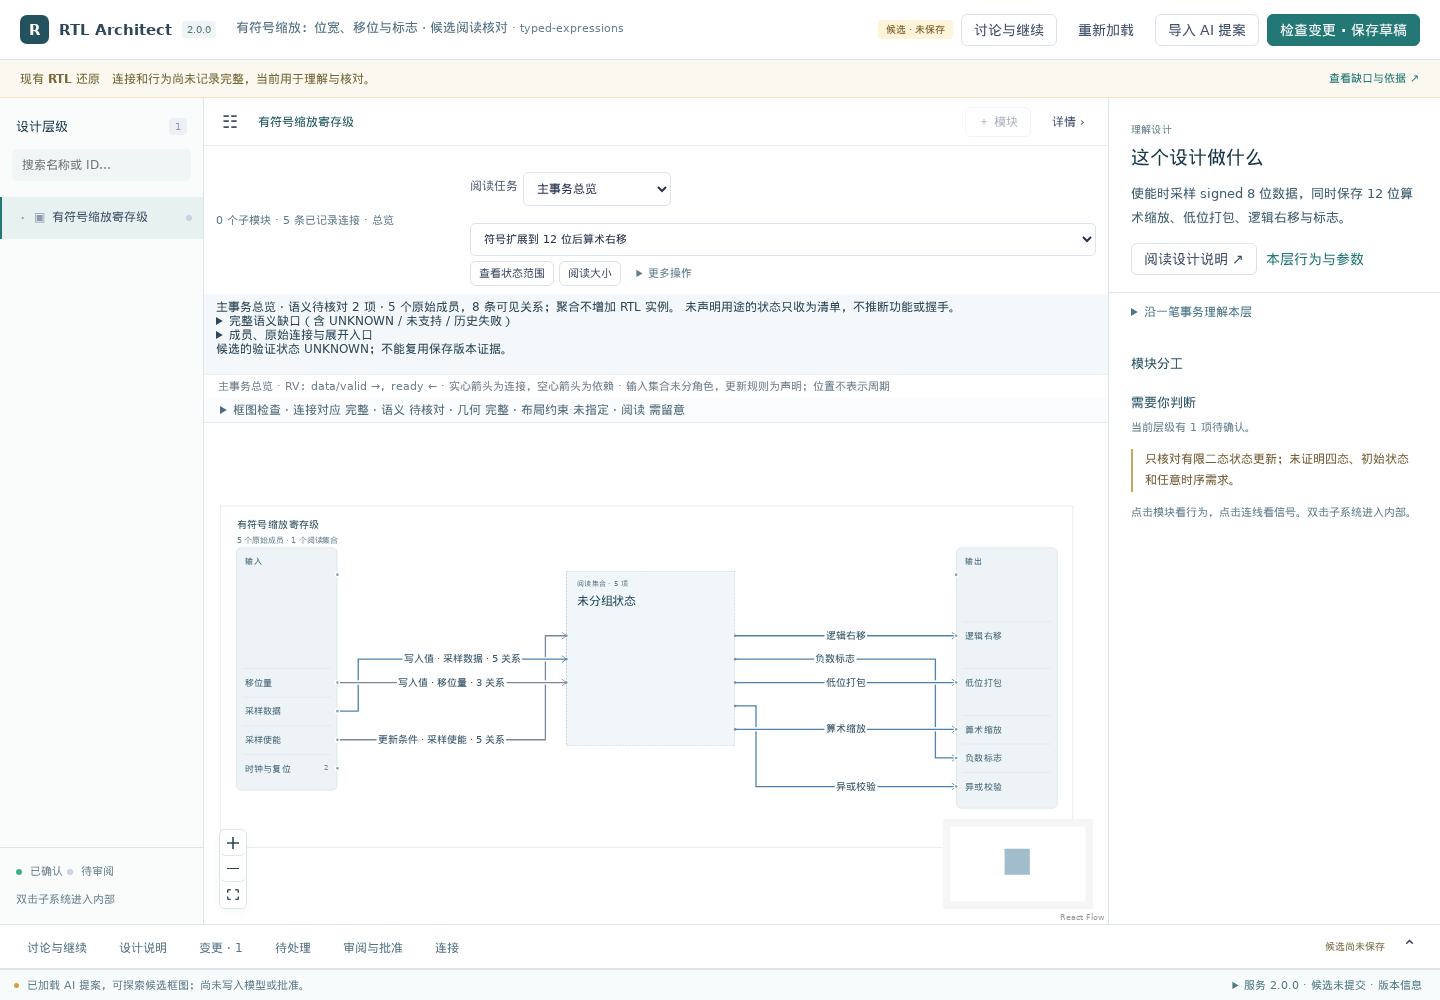 R RTL Architect 2.0.0 有符号缩放：位宽、移位与标志 · 候选阅读核对 · typed-expressions 候选 · 未保存 讨论与继续 重新加载 导入 AI 提案 检查变更 · 保存草稿
现有 RTL 还原 连接和行为尚未记录完整，当前用于理解与核对。 查看缺口与依据 ↗
设计层级 1
搜索名称或 ID...
· ▣ 有符号缩放寄存级
已确认 待审阅
双击子系统进入内部
☷ 有符号缩放寄存级 ＋ 模块 详情 ›
阅读任务 主事务总览
0 个子模块 · 5 条已记录连接 · 总览
符号扩展到 12 位后算术右移
查看状态范围 阅读大小 ▶ 更多操作
主事务总览 · 语义待核对 2 项 · 5 个原始成员，8 条可见关系；聚合不增加 RTL 实例。 未声明用途的状态只收为清单，不推断功能或握手。
▶ 完整语义缺口（含 UNKNOWN / 未支持 / 历史失败）
▶ 成员、原始连接与展开入口
候选的验证状态 UNKNOWN；不能复用保存版本证据。
主事务总览 · RV: data/valid →，ready ← · 实心箭头为连接，空心箭头为依赖 · 输入集合未分角色，更新规则为声明；位置不表示周期
▶ 框图检查 · 连接对应 完整 · 语义 待核对 · 几何 完整 · 布局约束 未指定 · 阅读 需留意
有符号缩放寄存级
5 个原始成员 · 1 个阅读集合
输入
移位量
采样数据
采样使能
时钟与复位 2
写入值 · 采样数据 · 5 关系
写入值 · 移位量 · 3 关系
更新条件 · 采样使能 · 5 关系
阅读集合 · 5 项
未分组状态
逻辑右移
负数标志
低位打包
算术缩放
异或校验
输出
逻辑右移
低位打包
算术缩放
负数标志
异或校验
React Flow
理解设计
这个设计做什么
使能时采样 signed 8 位数据，同时保存 12 位算
术缩放、低位打包、逻辑右移与标志。
阅读设计说明 ↗ 本层行为与参数
▶ 沿一笔事务理解本层
模块分工
需要你判断
当前层级有 1 项待确认。
只核对有限二态状态更新；未证明四态、初始状态
和任意时序需求。
点击模块看行为，点击连线看信号。双击子系统进入内部。
讨论与继续 设计说明 变更 · 1 待处理 审阅与批准 连接 候选尚未保存 ⌃
已加载 AI 提案，可探索候选框图；尚未写入模型或批准。 ▶ 服务 2.0.0 · 候选未提交 · 版本信息